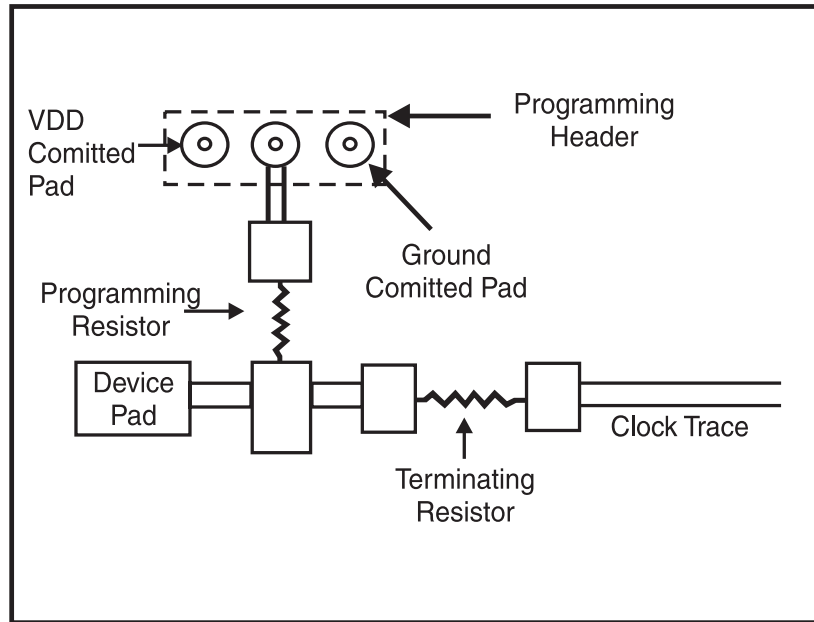 VDD
Comitted
Pad
Programming
Header
Ground
Comitted Pad
Programming
Resistor
Device
Pad
Clock Trace
Terminating
Resistor